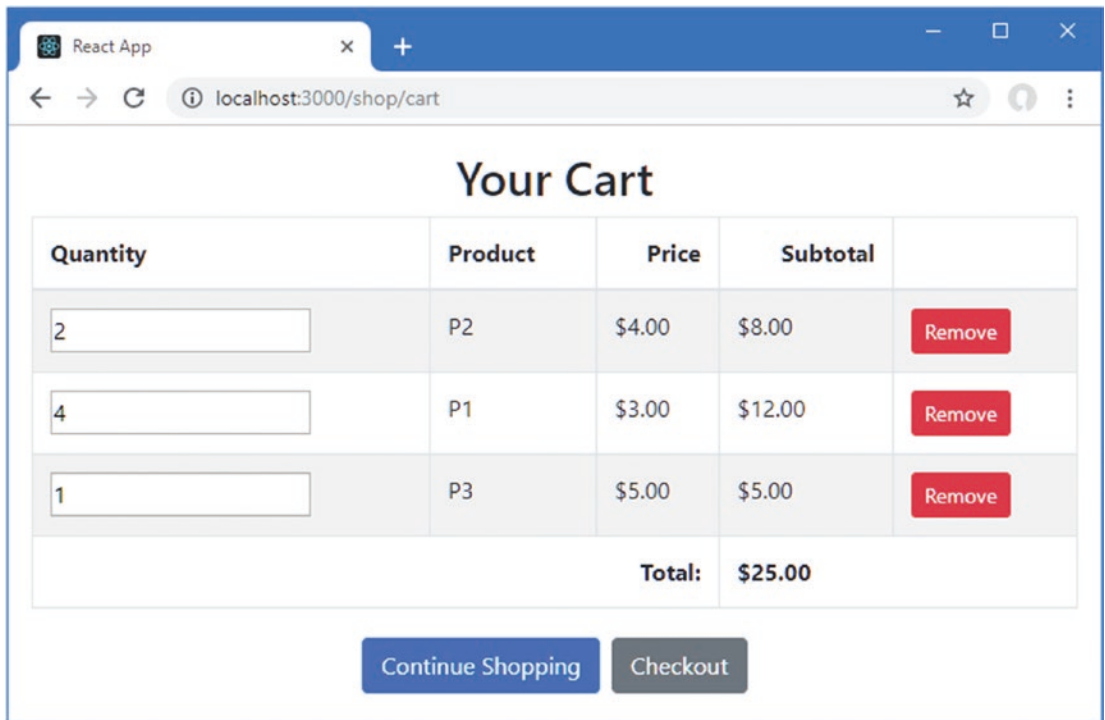 React App
localhost:3000/shop/cart
Your Cart
Quantity Product Price Subtotal
2 P2 $4.00 $8.00 Remove
4 P1 $3.00 $12.00 Remove
1 P3 $5.00 $5.00 Remove
Total: $25.00
Continue Shopping Checkout